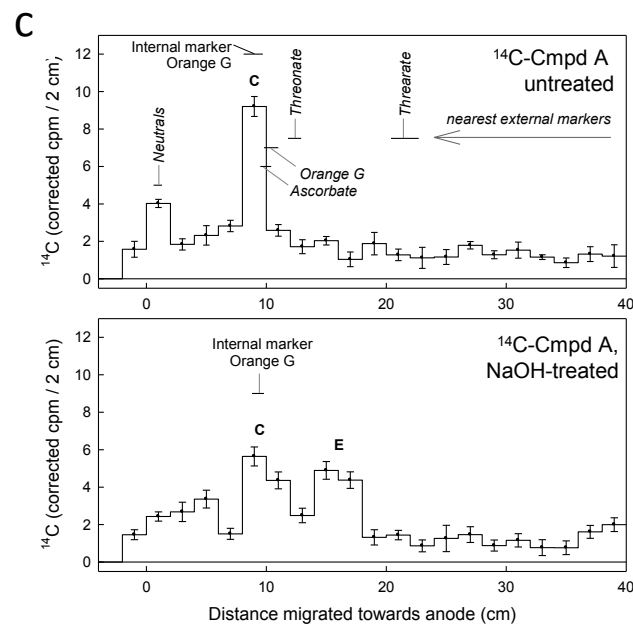 C
Internal marker
Orange G
C
Neutrals
Threonate
Threarate
¹⁴C-Cmpd A
untreated
nearest external markers
Orange G
Ascorbate
¹⁴C (corrected cpm / 2 cm;
12
10
8
6
4
2
0
0
10
20
30
40
¹⁴C-Cmpd A,
NaOH-treated
Internal marker
Orange G
C
E
¹⁴C (corrected cpm / 2 cm)
12
10
8
6
4
2
0
0
10
20
30
40
Distance migrated towards anode (cm)